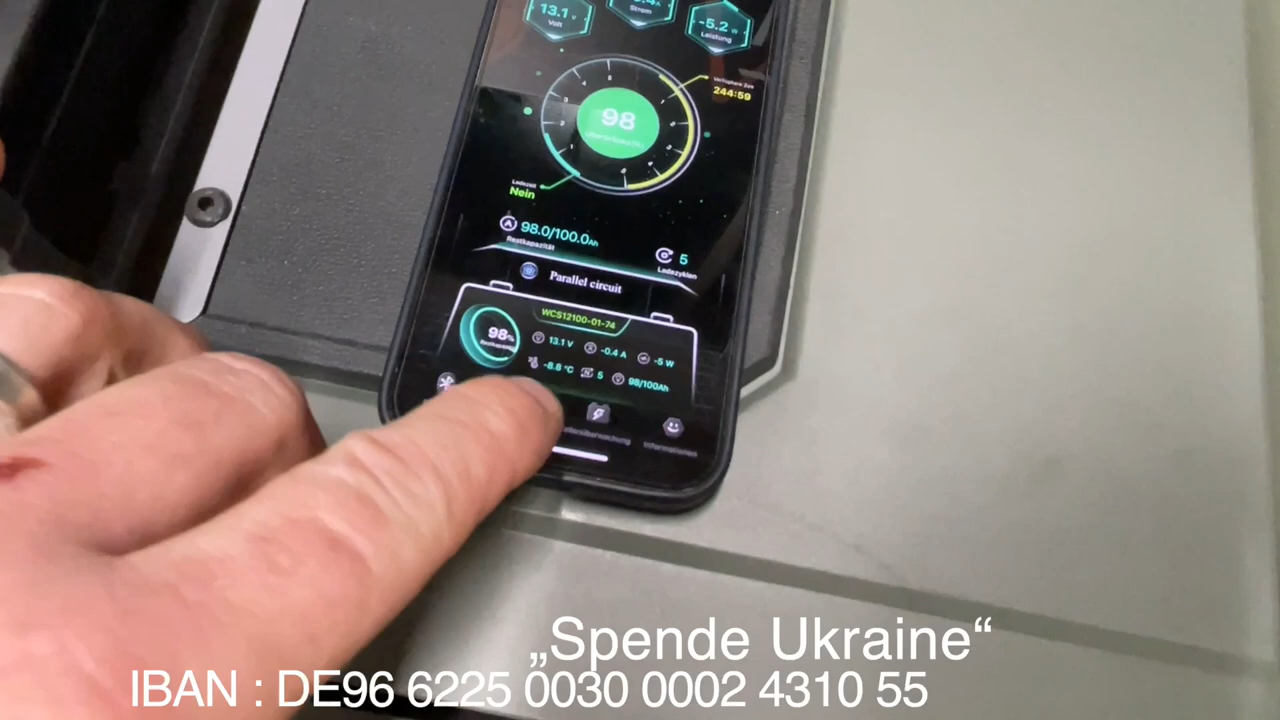 13.1 V
Volt
Strom
-5.2 W
Leistung
244:59
98
Ladezeit
Nein
98.0/100.0Ah
Restkapazität
5
Ladezyklen
Parallel circuit
WCS12100-01-74
98%
Restkapazität
13.1 V
-0.4 A
-5 W
-8.8 °C
5
98/100Ah
Informationen
„Spende Ukraine“
IBAN : DE96 6225 0030 0002 4310 55